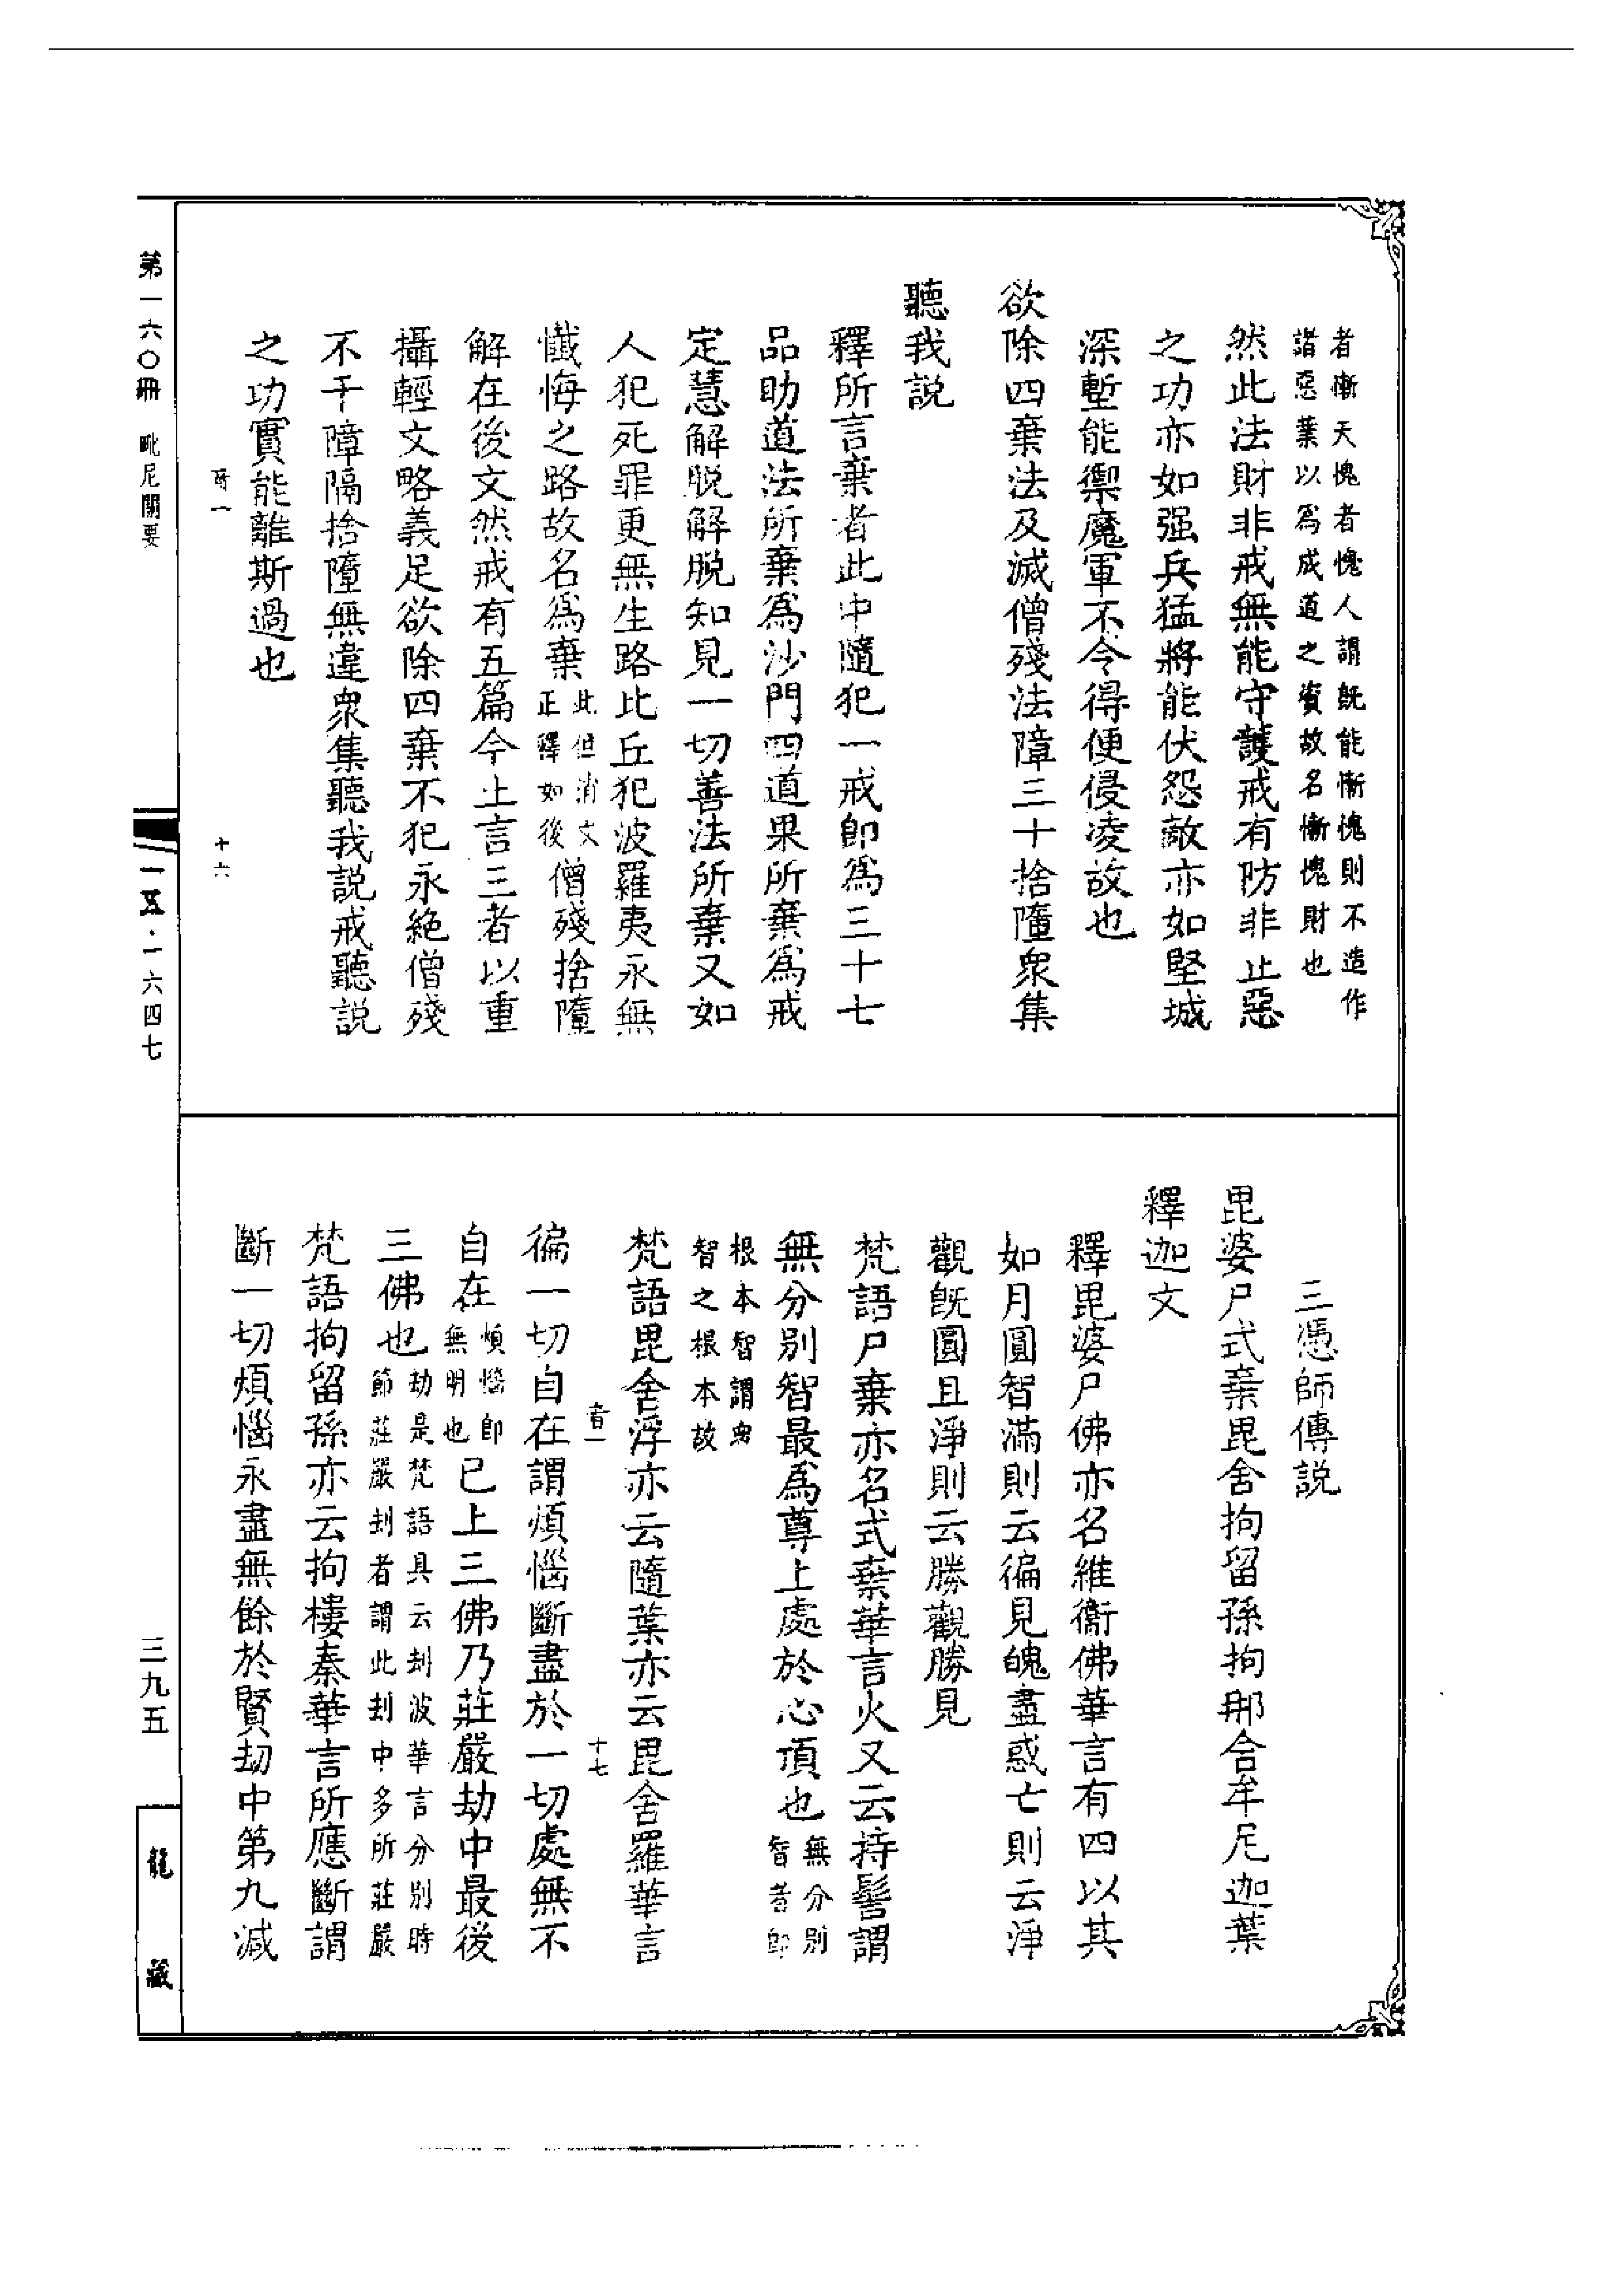 者慚天愧者愧人謂既能慚愧則不造作
諸惡業以為成道之資故名慚愧財也
然此法財非戒無能守護戒有防非止惡
之功亦如强兵猛將能伏怨敵亦如堅城
深塹能禦魔軍不令得便侵凌故也
欲除四棄法及滅僧殘法障三十捨墮衆集
聽我說
釋所言棄者此中隨犯一戒卽為三十七
品助道法所棄為沙門四道果所棄為戒
定慧解脫解脫知見一切善法所棄又如
人犯死罪更無生路比丘犯波羅夷永無
懺悔之路故名為棄此但消文正釋如後僧殘捨墮
解在後文然戒有五篇今上言三者以重
攝輕文略義足欲除四棄不犯永絕僧殘
不干障隔捨墮無違衆集聽我說戒聽說
之功實能離斯過也
十六
第一六〇冊 毗尼關要
一五·一六四七
三憑師傳說
毘婆尸式棄毘舍拘留孫拘那含牟尼迦葉
釋迦文
釋毘婆尸佛亦名維衞佛華言有四以其
如月圓智滿則云徧見魄盡惑亡則云淨
觀旣圓且淨則云勝觀勝見
梵語尸棄亦名式棄華言火又云持髻謂
無分別智最為尊上處於心頂也無分別智者卽
根本智謂衆
智之根本故
梵語毘舍浮亦云隨葉亦云毘舍羅華言
十七
徧一切自在謂煩惱斷盡於一切處無不
自在煩惱卽無明也已上三佛乃莊嚴劫中最後
三佛也劫是梵語具云刦波華言分別時節莊嚴刦者謂此刦中多所莊嚴
梵語拘留孫亦云拘樓秦華言所應斷謂
斷一切煩惱永盡無餘於賢劫中第九減
三九五
龍藏